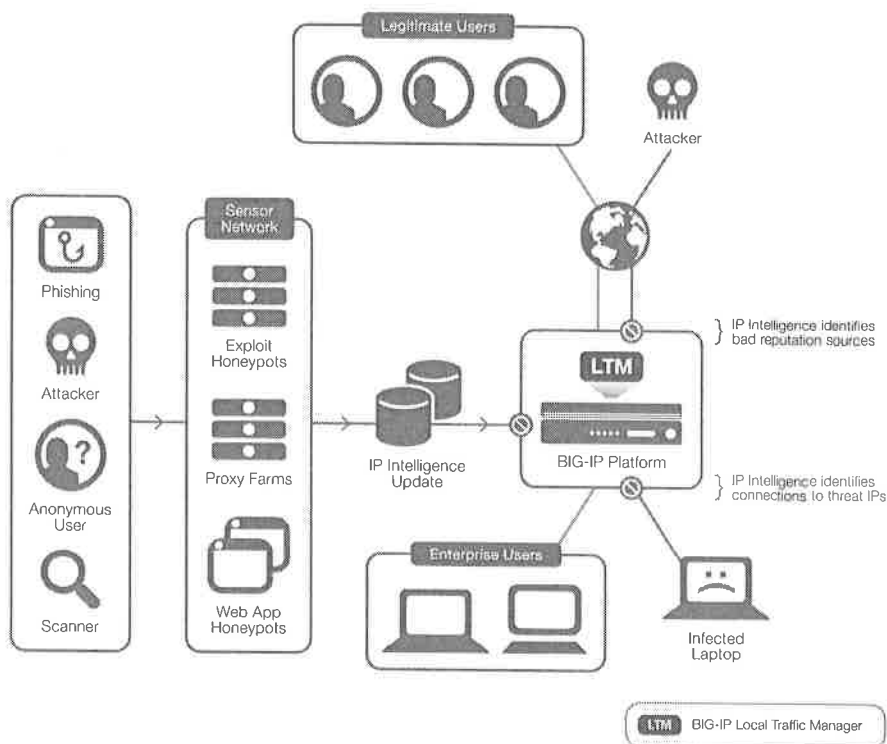 Legitimate Users
Attacker
Phishing
Attacker
Anonymous
User
Scanner
Sensor
Network
Exploit
Honeypots
Proxy Farms
Web App
Honeypots
IP Intelligence
Update
LTM
BIG-IP Platform
IP Intelligence identifies
bad reputation sources
IP Intelligence identifies
connections to threat IPs
Enterprise Users
Infected
Laptop
LTM BIG-IP Local Traffic Manager
?